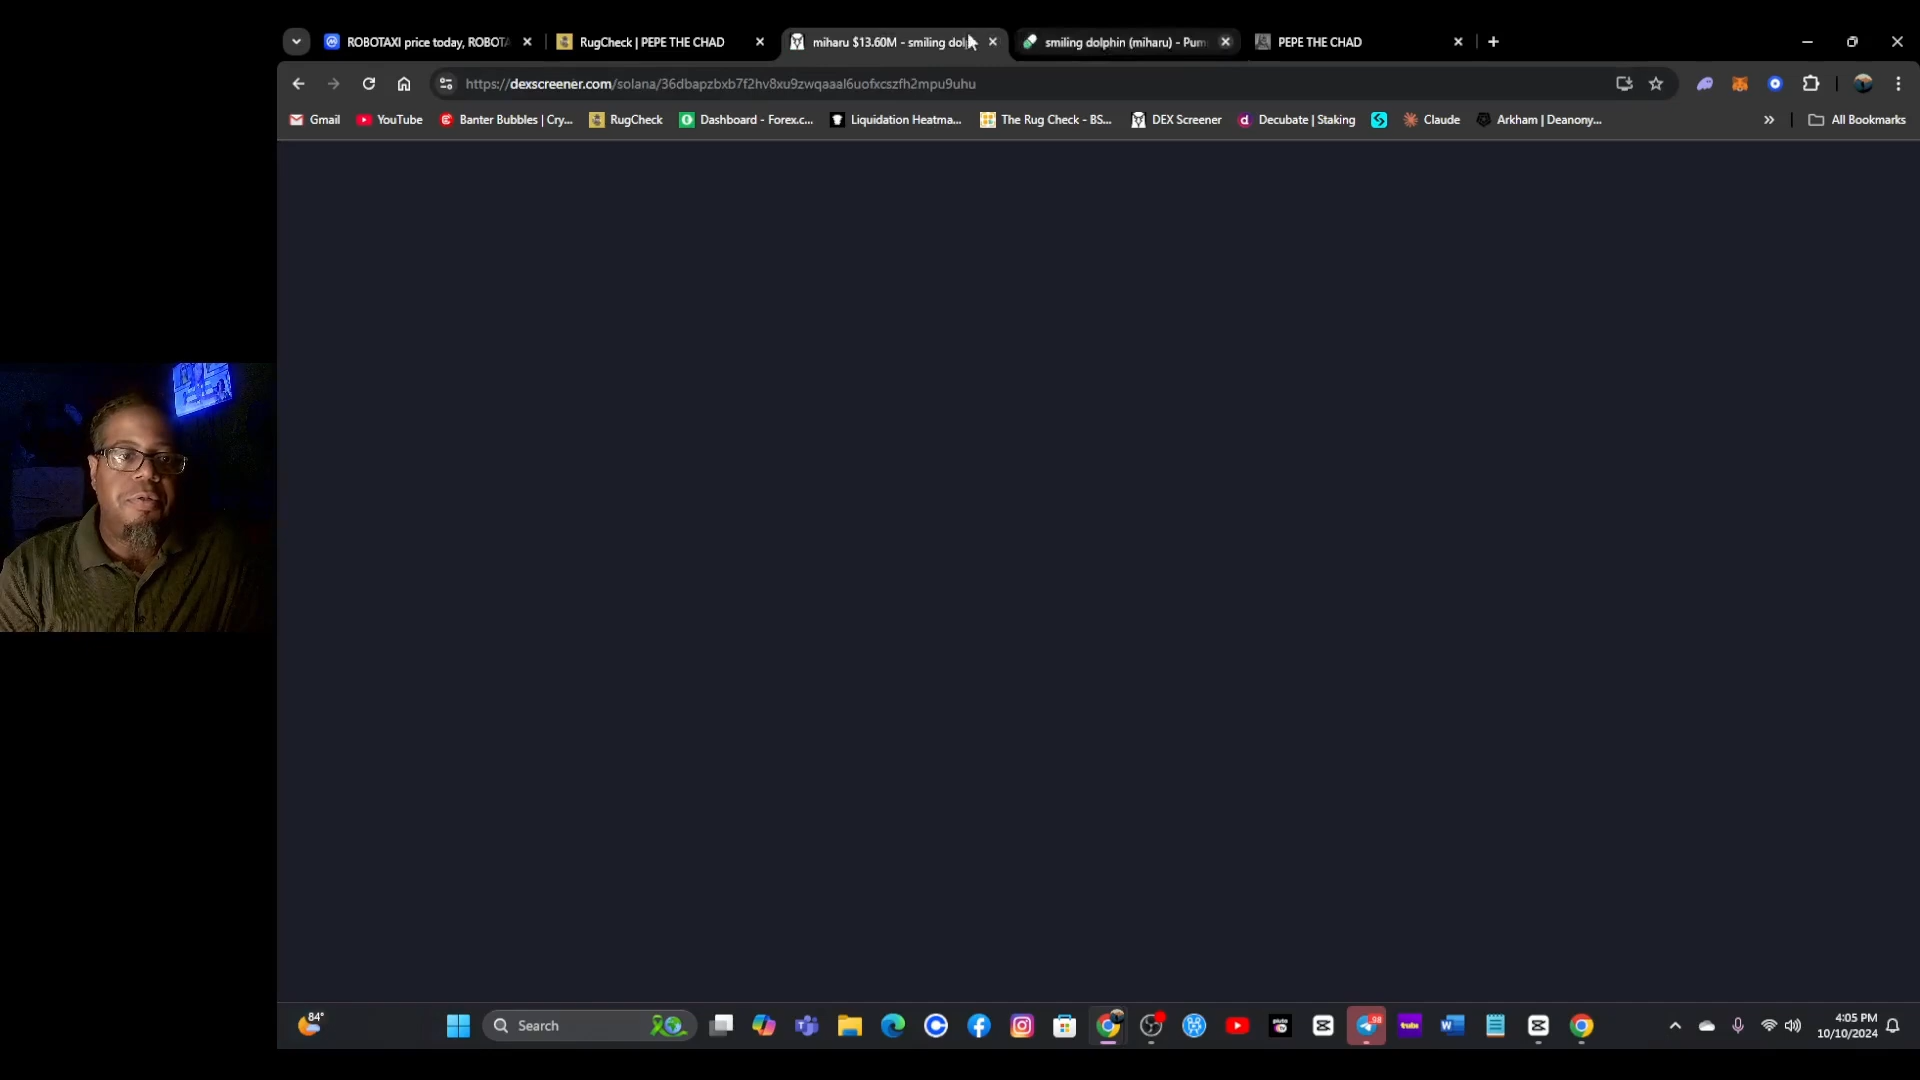 ROBOTAXI price today, ROBOTA
RugCheck | PEPE THE CHAD
miharu $13.60M - smiling dol
smiling dolphin (miharu) - Pum
PEPE THE CHAD
https://dexscreener.com/solana/36dbapzbxb7f2hv8xu9zwqaaal6uofxcszfh2mpu9uhu
Gmail
YouTube
Banter Bubbles | Cry...
RugCheck
Dashboard - Forex.c...
Liquidation Heatma...
The Rug Check - BS...
DEX Screener
Decubate | Staking
Claude
Arkham | Deanony...
All Bookmarks
84°
Search
98
4:05 PM
10/10/2024